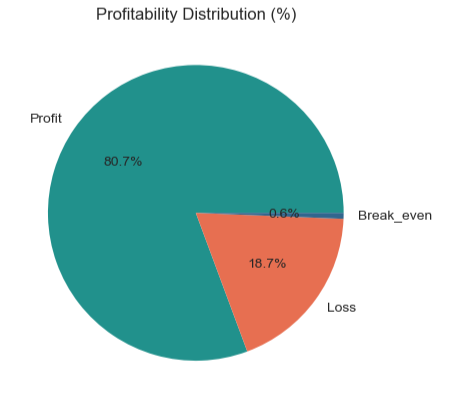 Profitability Distribution (%)
Profit
80.7%
0.6%
Break_even
18.7%
Loss